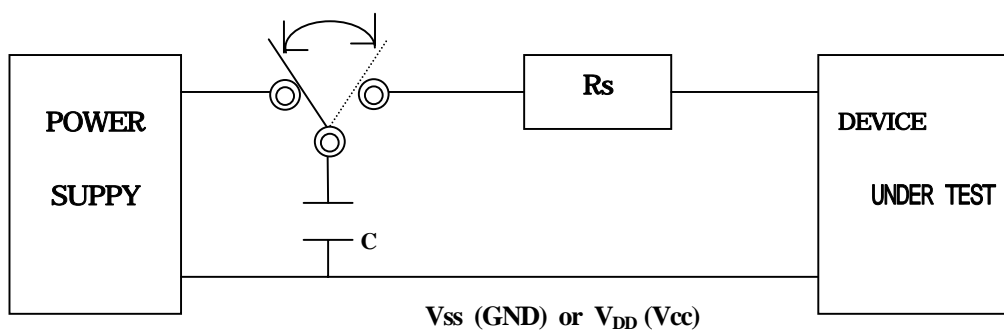 POWER
SUPPY
Rs
DEVICE
UNDER TEST
C
Vss (GND) or VDD (Vcc)